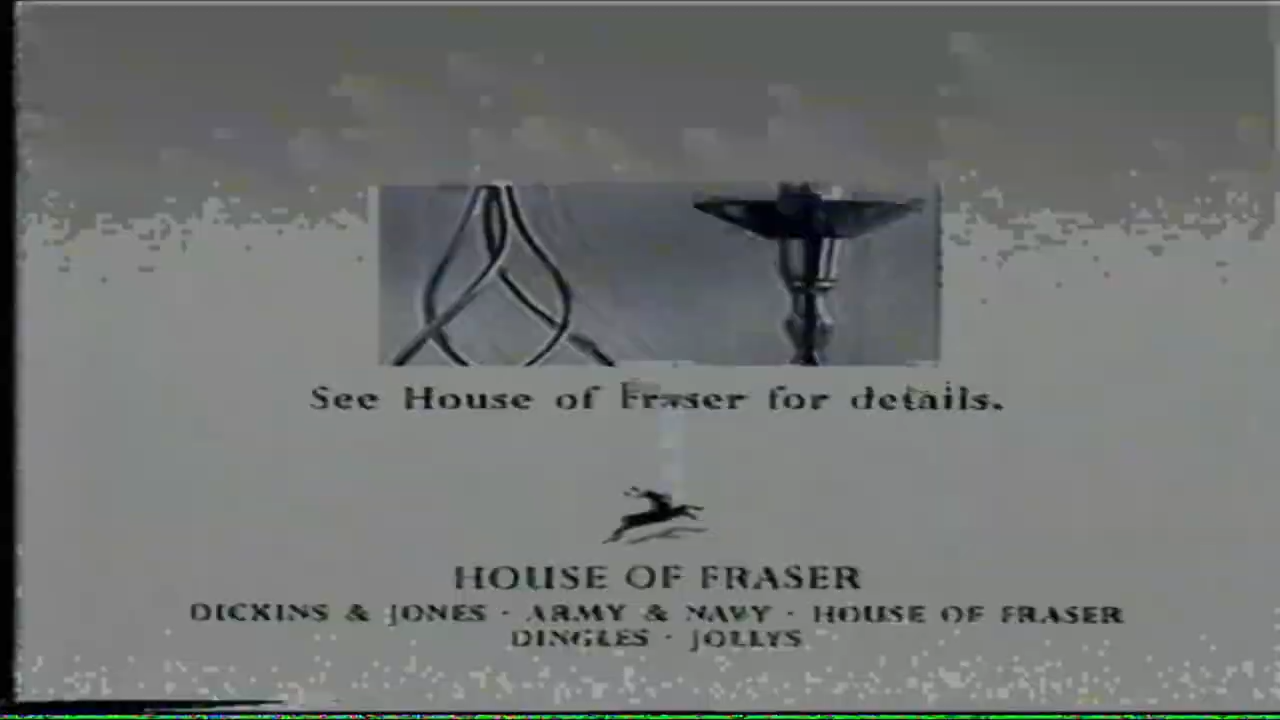 See House of Fraser for details.
HOUSE OF FRASER
DICKINS & JONES · ARMY & NAVY · HOUSE OF FRASER
DINGLES · JOLLYS